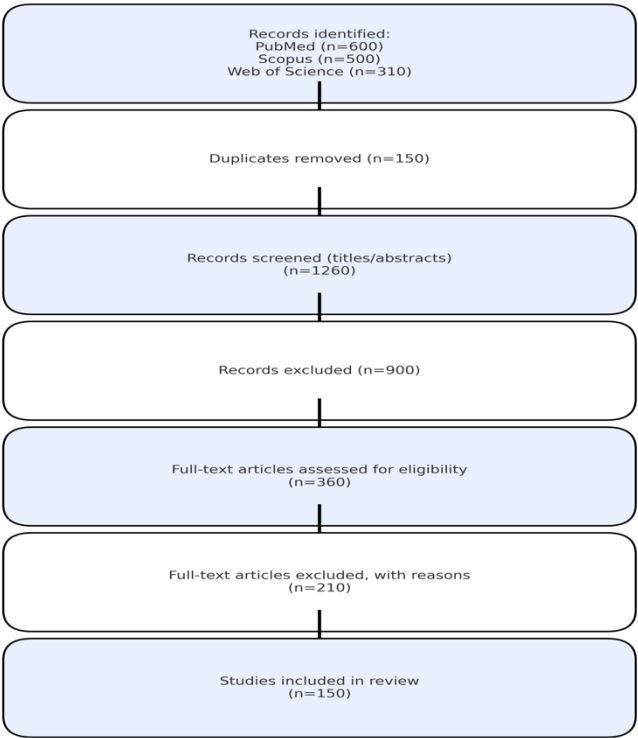 Records identified:
PubMed (n=600)
Scopus (n=500)
Web of Science (n=310)
Duplicates removed (n=150)
Records screened (titles/abstracts)
(n=1260)
Records excluded (n=900)
Full-text articles assessed for eligibility
(n=360)
Full-text articles excluded, with reasons
(n=210)
Studies included in review
(n=150)